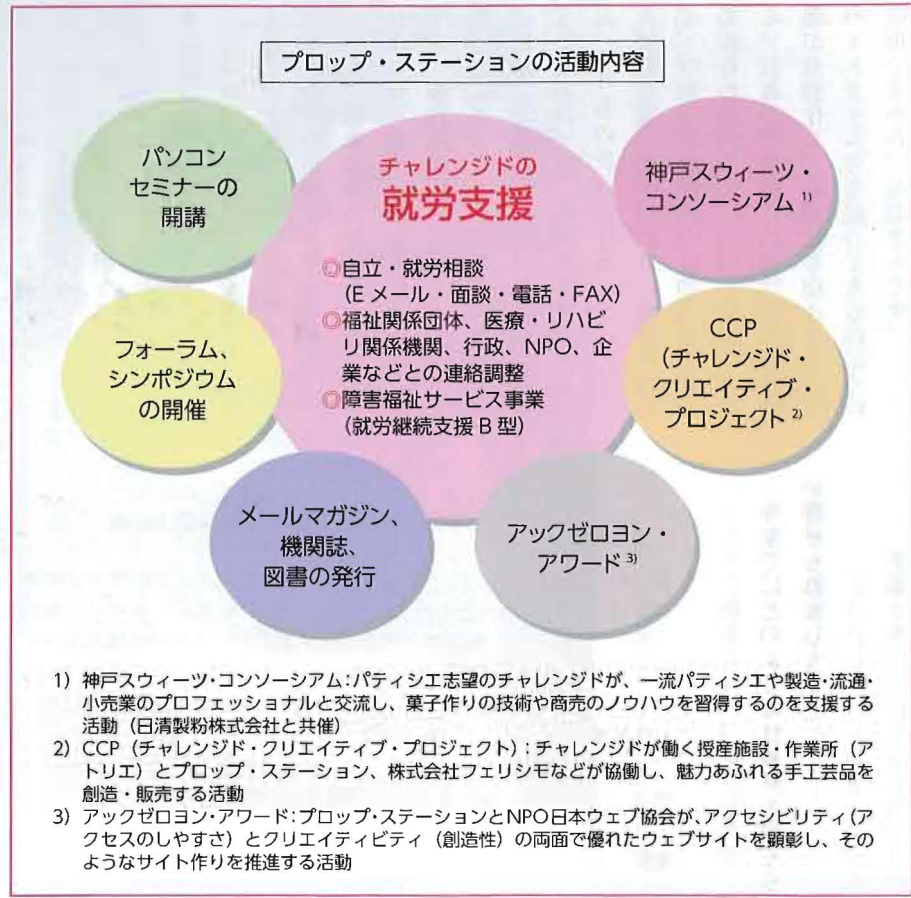 プロップ・ステーションの活動内容
パソコン
セミナーの
開講
チャレンジドの
就労支援
◎自立・就労相談
(Eメール・面談・電話・FAX)
◎福祉関係団体、医療・リハビ
リ関係機関、行政、NPO、企
業などとの連絡調整
◎障害福祉サービス事業
(就労継続支援B型)
神戸スウィーツ・
コンソーシアム 1)
フォーラム、
シンポジウム
の開催
CCP
(チャレンジド・
クリエイティブ・
プロジェクト 2)
メールマガジン、
機関誌、
図書の発行
アックゼロヨン・
アワード 3)
1) 神戸スウィーツ・コンソーシアム:パティシエ志望のチャレンジドが、一流パティシエや製造・流通・
小売業のプロフェッショナルと交流し、菓子作りの技術や商売のノウハウを習得するのを支援する
活動(日清製粉株式会社と共催)
2) CCP(チャレンジド・クリエイティブ・プロジェクト):チャレンジドが働く授産施設・作業所(ア
トリエ)とプロップ・ステーション、株式会社フェリシモなどが協働し、魅力あふれる手工芸品を
創造・販売する活動
3) アックゼロヨン・アワード:プロップ・ステーションとNPO日本ウェブ協会が、アクセシビリティ(ア
クセスのしやすさ)とクリエイティビティ(創造性)の両面で優れたウェブサイトを顕彰し、その
ようなサイト作りを推進する活動